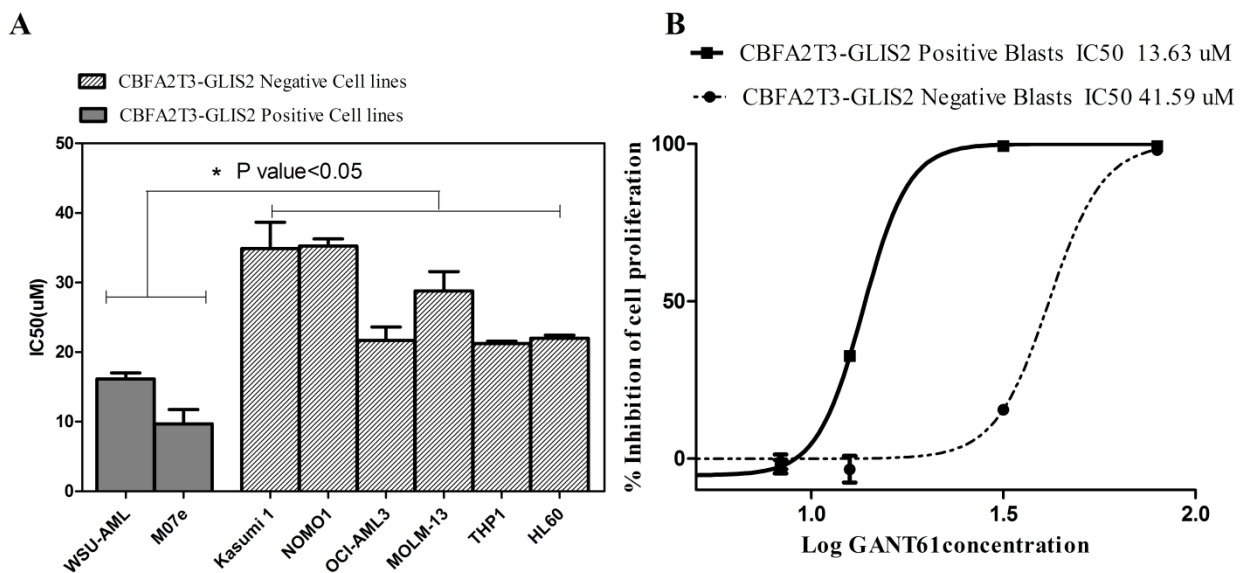 A
CBFA2T3-GLIS2 Negative Cell lines
CBFA2T3-GLIS2 Positive Cell lines
* P value<0.05
IC50(uM)
50
40
30
20
10
0
WSU-AML
M07e
Kasumi 1
NOMO1
OCI-AML3
MOLM-13
THP1
HL60
B
CBFA2T3-GLIS2 Positive Blasts IC50 13.63 uM
CBFA2T3-GLIS2 Negative Blasts IC50 41.59 uM
% Inhibition of cell proliferation
100
50
0
1.0
1.5
2.0
Log GANT61concentration